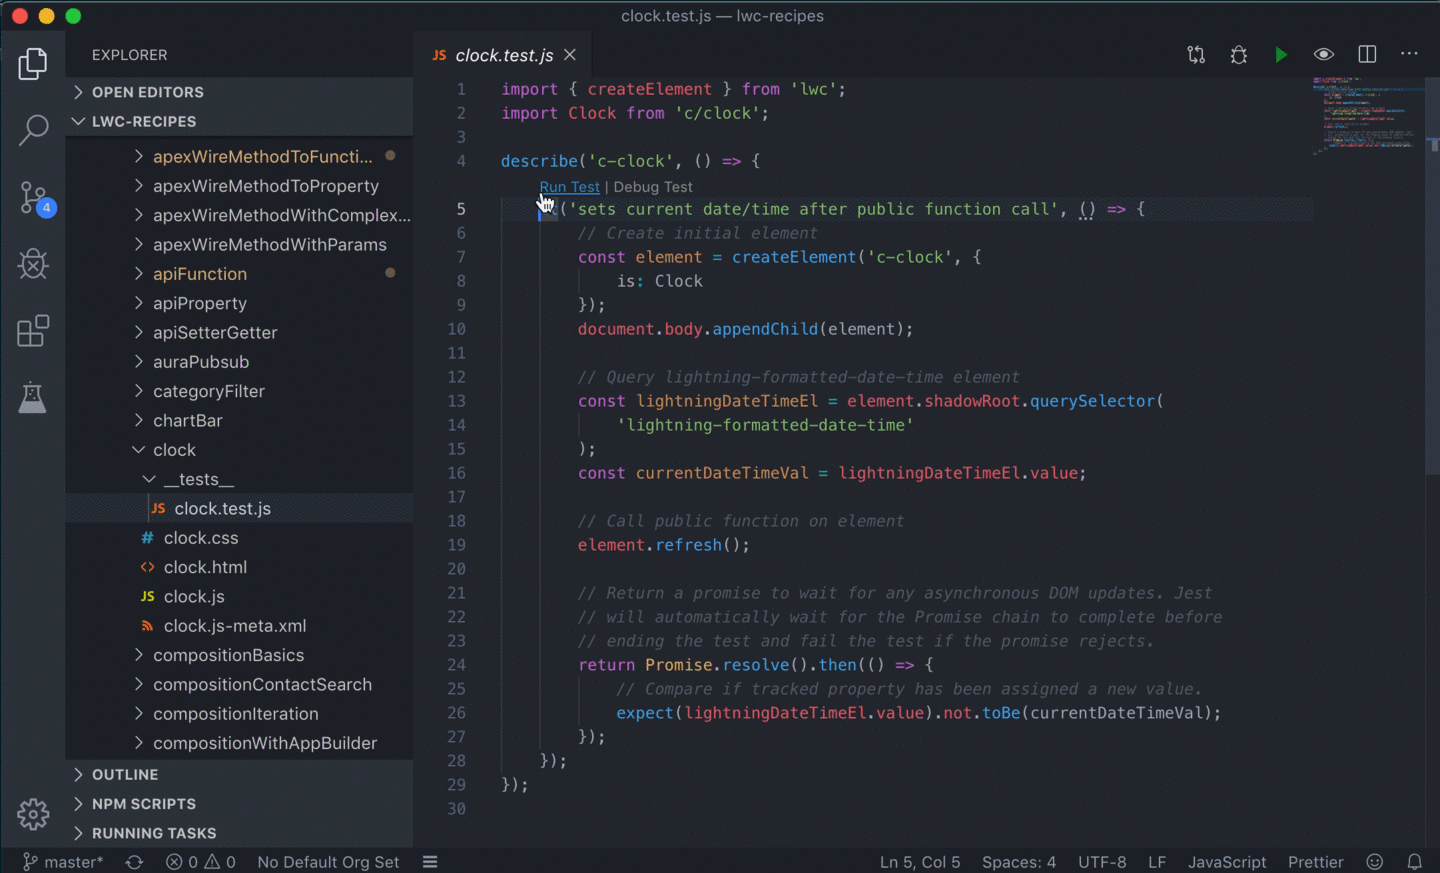 clock.test.js — lwc-recipes
EXPLORER
OPEN EDITORS
LWC-RECIPES
apexWireMethodToFuncti...
apexWireMethodToProperty
apexWireMethodWithComplex...
apexWireMethodWithParams
apiFunction
apiProperty
apiSetterGetter
auraPubsub
categoryFilter
chartBar
clock
__tests__
JS clock.test.js
# clock.css
<> clock.html
JS clock.js
clock.js-meta.xml
compositionBasics
compositionContactSearch
compositionIteration
compositionWithAppBuilder
OUTLINE
NPM SCRIPTS
RUNNING TASKS
4
JS clock.test.js
1 import { createElement } from 'lwc';
2 import Clock from 'c/clock';
3
4 describe('c-clock', () => {
Run Test | Debug Test
5 ('sets current date/time after public function call', () => {
6 // Create initial element
7 const element = createElement('c-clock', {
8 is: Clock
9 });
10 document.body.appendChild(element);
11
12 // Query lightning-formatted-date-time element
13 const lightningDateTimeEl = element.shadowRoot.querySelector(
14 'lightning-formatted-date-time'
15 );
16 const currentDateTimeVal = lightningDateTimeEl.value;
17
18 // Call public function on element
19 element.refresh();
20
21 // Return a promise to wait for any asynchronous DOM updates. Jest
22 // will automatically wait for the Promise chain to complete before
23 // ending the test and fail the test if the promise rejects.
24 return Promise.resolve().then(() => {
25 // Compare if tracked property has been assigned a new value.
26 expect(lightningDateTimeEl.value).not.toBe(currentDateTimeVal);
27 });
28 });
29 });
30
master* 0 0 No Default Org Set Ln 5, Col 5 Spaces: 4 UTF-8 LF JavaScript Prettier